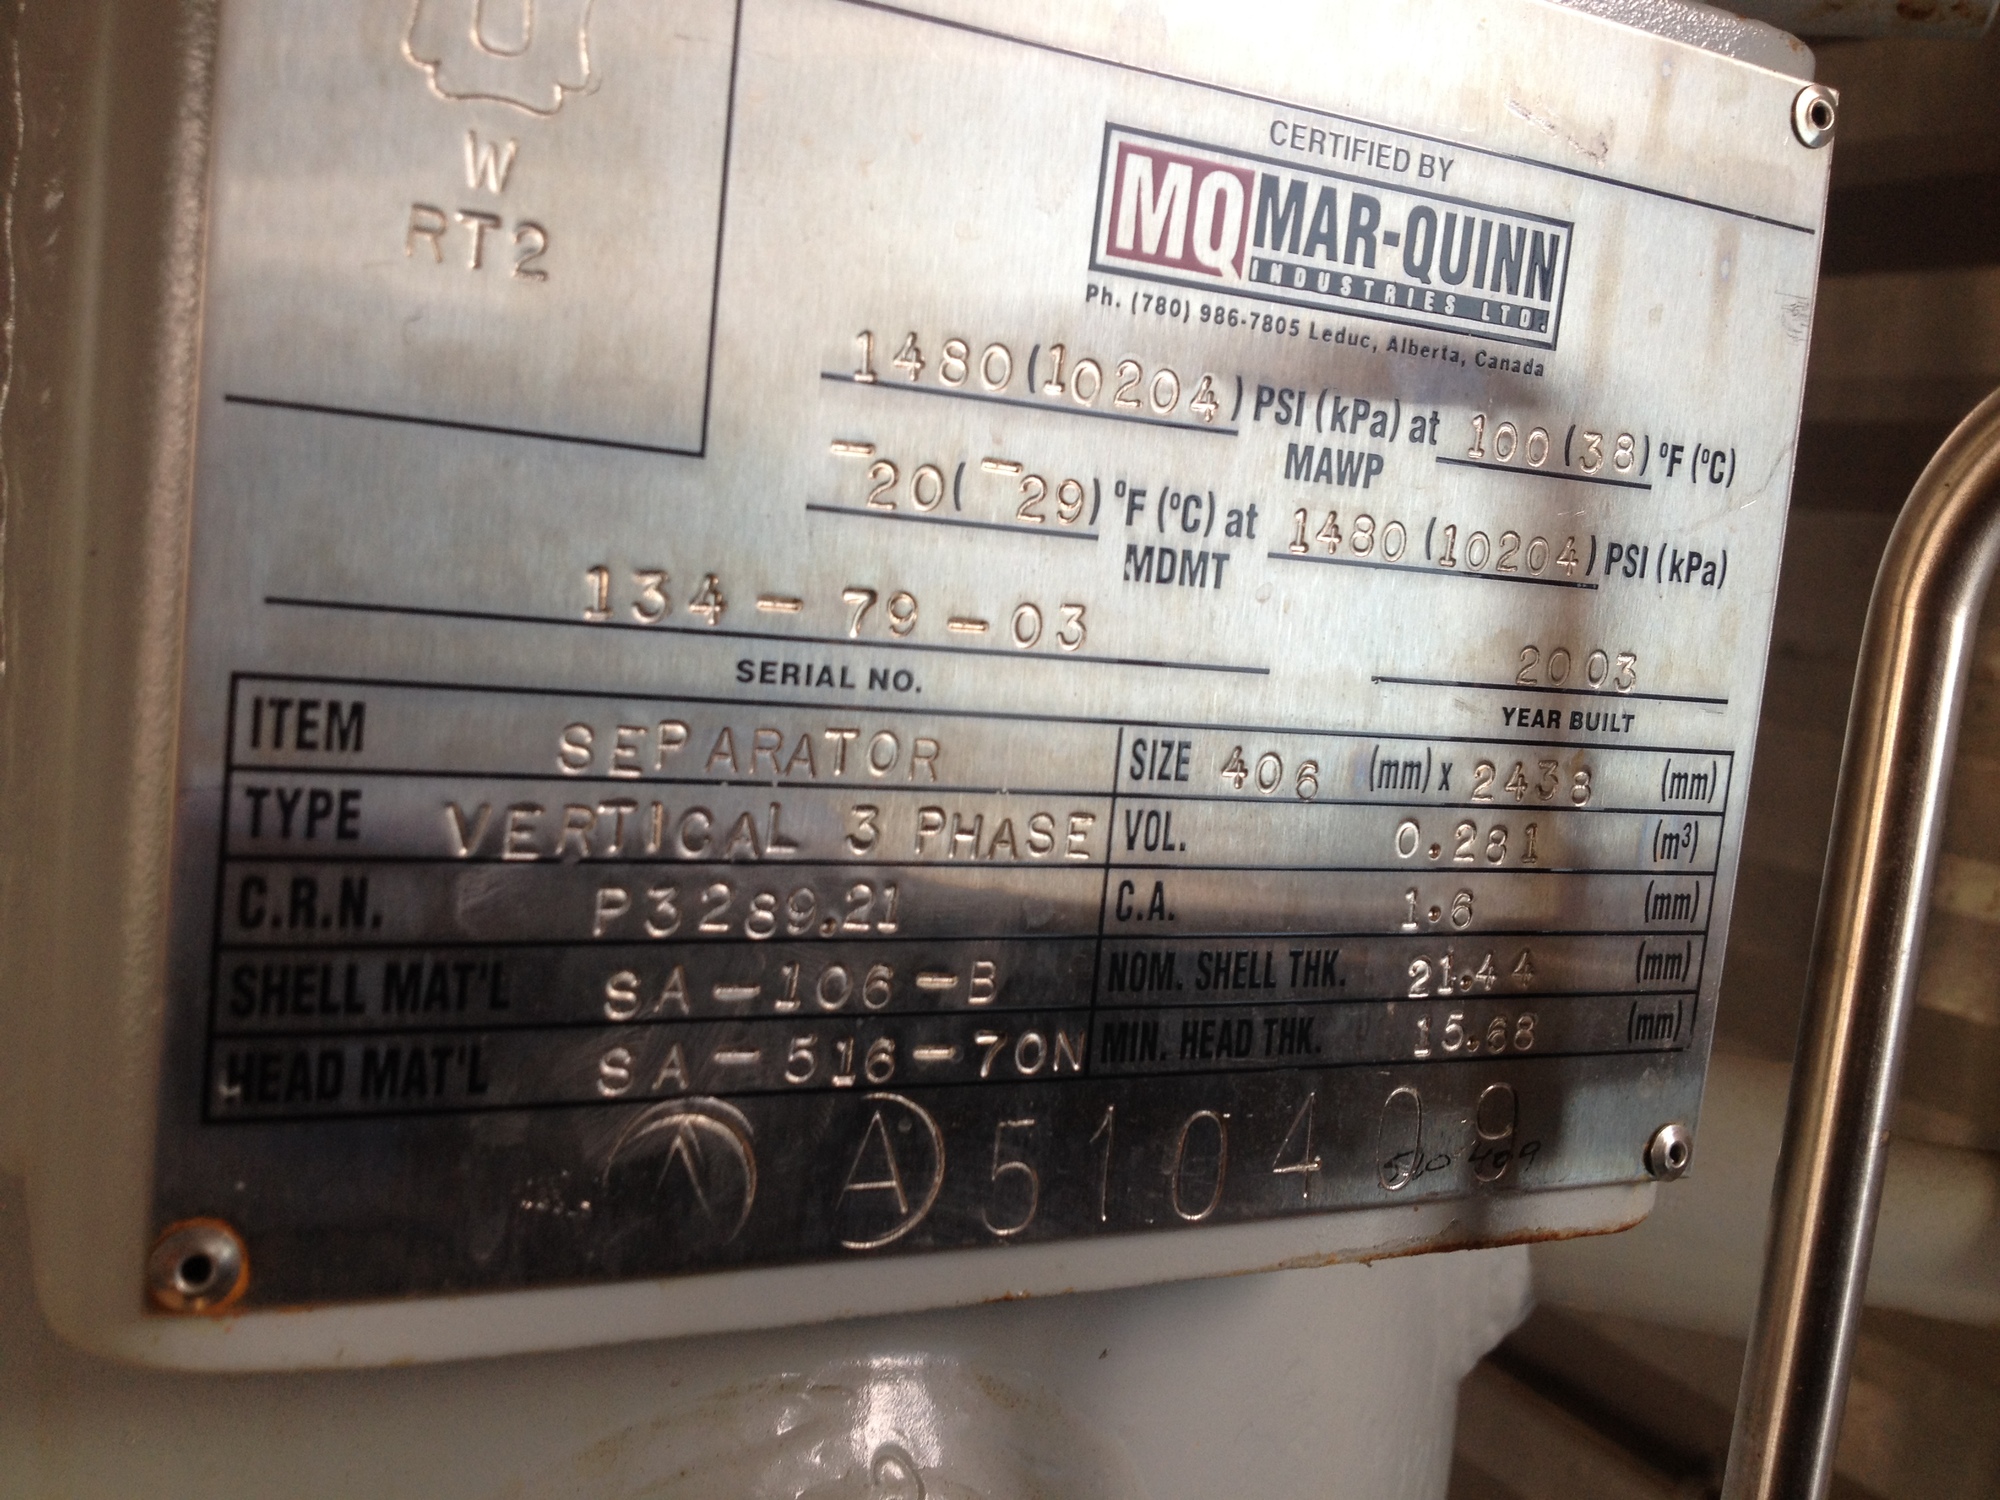 U
W
RT2
CERTIFIED BY
MQ MAR-QUINN
INDUSTRIES LTD.
Ph. (780) 986-7805 Leduc, Alberta, Canada
1480(10204) PSI (kPa) at 100(38) ºF (ºC)
MAWP
-20(-29) ºF (ºC) at 1480(10204) PSI (kPa)
MDMT
134-79-03
SERIAL NO.
2003
YEAR BUILT
ITEM SEPARATOR SIZE 406 (mm) x 2438 (mm)
TYPE VERTICAL 3 PHASE VOL. 0.281 (m³)
C.R.N. P3289.21 C.A. 1.6 (mm)
SHELL MAT'L SA-106-B NOM. SHELL THK. 21.44 (mm)
HEAD MAT'L SA-516-70N MIN. HEAD THK. 15.68 (mm)
A 510409
510409